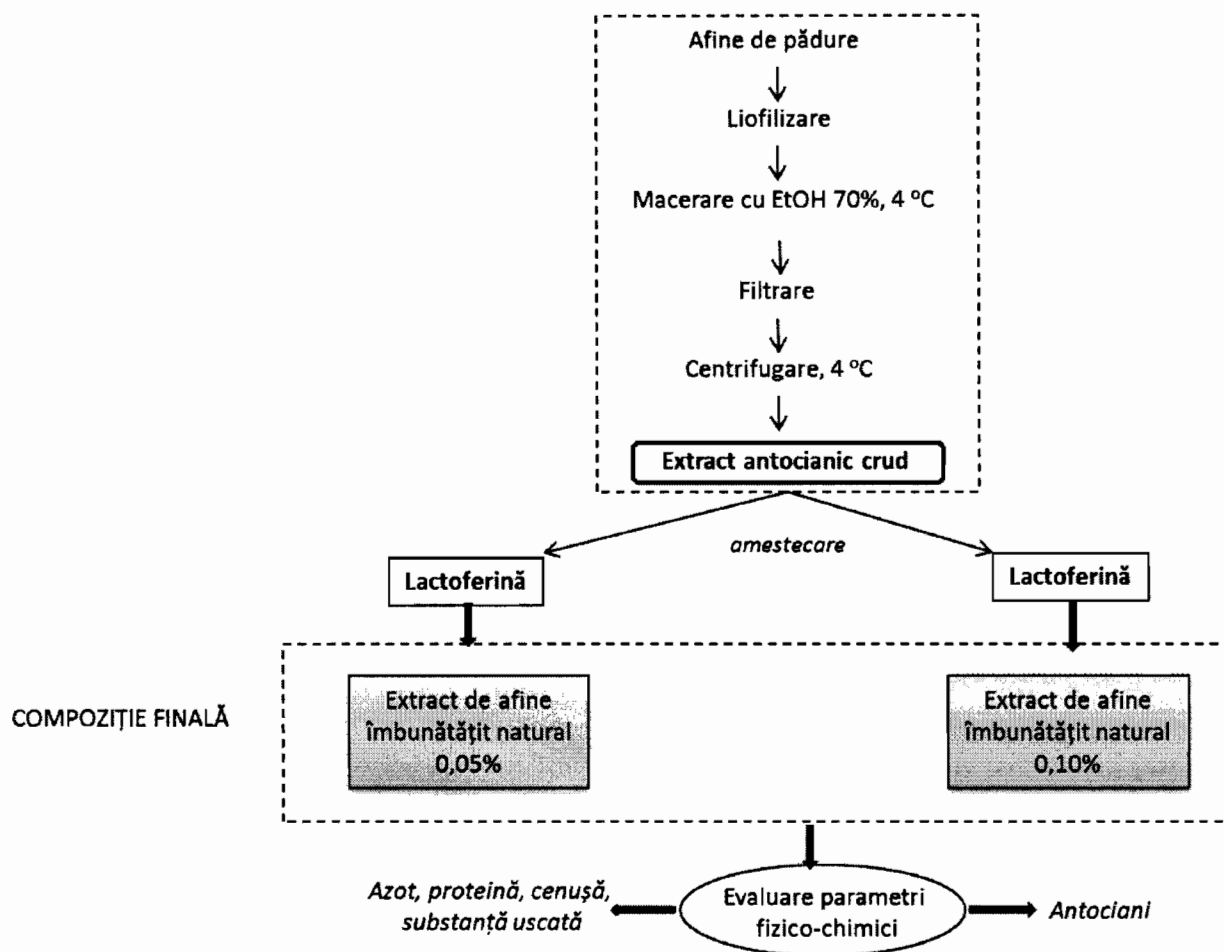 Afine de pădure
Liofilizare
Macerare cu EtOH 70%, 4 ºC
Filtrare
Centrifugare, 4 ºC
Extract antocianic crud
amestecare
Lactoferină
Lactoferină
COMPOZIȚIE FINALĂ
Extract de afine
îmbunătățit natural
0,05%
Extract de afine
îmbunătățit natural
0,10%
Azot, proteină, cenușă,
substanță uscată
Evaluare parametri
fizico-chimici
Antociani